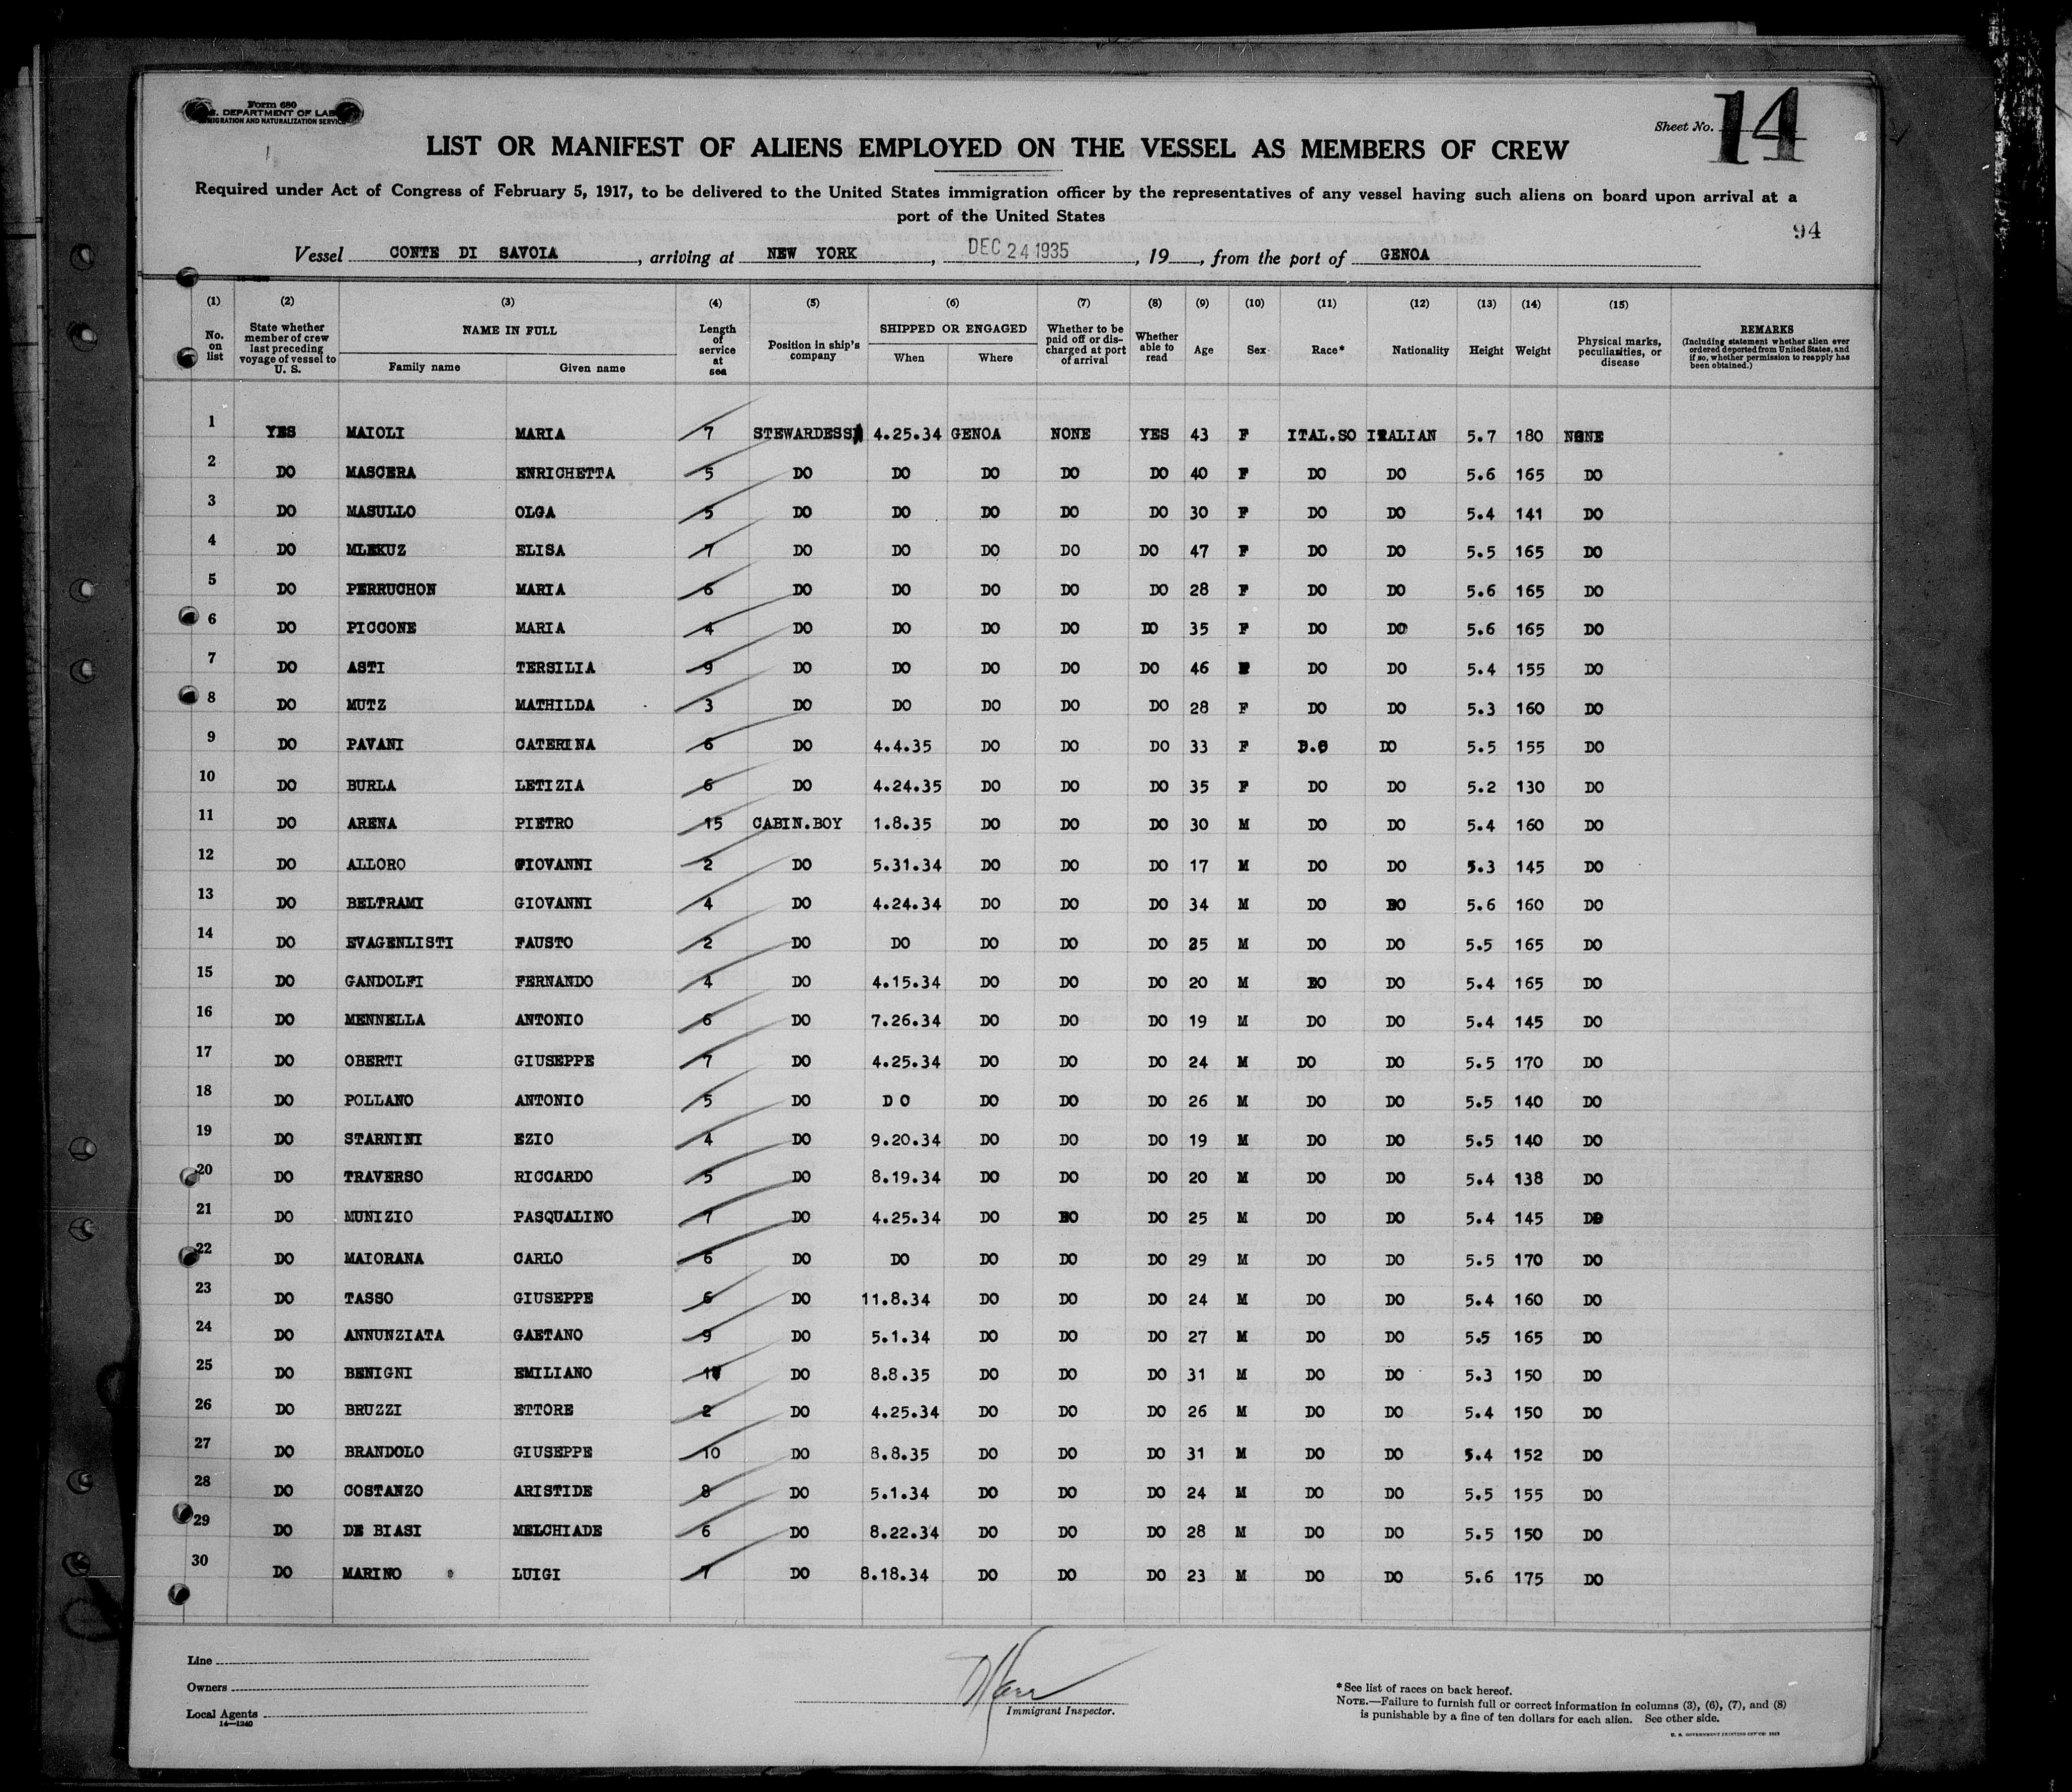 Form 680
U.S. DEPARTMENT OF LAB
IMMIGRATION AND NATURALIZATION SERVICE
Sheet No. 14
LIST OR MANIFEST OF ALIENS EMPLOYED ON THE VESSEL AS MEMBERS OF CREW
Required under Act of Congress of February 5, 1917, to be delivered to the United States immigration officer by the representatives of any vessel having such aliens on board upon arrival at a
port of the United States
94
Vessel CONTE DI SAVOIA, arriving at NEW YORK, DEC 24 1935, 19, from the port of GENOA
(1) (2) (3) (4) (5) (6) (7) (8) (9) (10) (11) (12) (13) (14) (15)
No. on list | State whether member of crew last preceding voyage of vessel to U. S. | NAME IN FULL Family name Given name | Length of service at sea | Position in ship's company | SHIPPED OR ENGAGED When Where | Whether to be paid off or discharged at port of arrival | Whether able to read | Age | Sex | Race* | Nationality | Height | Weight | Physical marks, peculiarities, or disease | REMARKS (Including statement whether alien ever ordered deported from United States, and if so, whether permission to reapply has been obtained.)
1 YES MAIOLI MARIA 7 STEWARDESS 4.25.34 GENOA NONE YES 43 F ITAL.SO ITALIAN 5.7 180 NONE
2 DO MASCERA ENRICHETTA 5 DO DO DO DO DO 40 F DO DO 5.6 165 DO
3 DO MASULLO OLGA 5 DO DO DO DO DO 30 F DO DO 5.4 141 DO
4 DO MLEKUZ ELISA 7 DO DO DO DO DO 47 F DO DO 5.5 165 DO
5 DO PERRUCHON MARIA 6 DO DO DO DO DO 28 F DO DO 5.6 165 DO
6 DO PICCONE MARIA 4 DO DO DO DO DO 35 F DO DO 5.6 165 DO
7 DO ASTI TERSILIA 9 DO DO DO DO DO 46 F DO DO 5.4 155 DO
8 DO MUTZ MATHILDA 3 DO DO DO DO DO 28 F DO DO 5.3 160 DO
9 DO PAVANI CATERINA 6 DO 4.4.35 DO DO DO 33 F D.O DO 5.5 155 DO
10 DO BURLA LETIZIA 6 DO 4.24.35 DO DO DO 35 F DO DO 5.2 130 DO
11 DO ARENA PIETRO 15 CABIN.BOY 1.8.35 DO DO DO 30 M DO DO 5.4 160 DO
12 DO ALLORO GIOVANNI 2 DO 5.31.34 DO DO DO 17 M DO DO 5.3 145 DO
13 DO BELTRAMI GIOVANNI 4 DO 4.24.34 DO DO DO 34 M DO DO 5.6 160 DO
14 DO EVAGENLISTI FAUSTO 2 DO DO DO DO DO 25 M DO DO 5.5 165 DO
15 DO GANDOLFI FERNANDO 4 DO 4.15.34 DO DO DO 20 M DO DO 5.4 165 DO
16 DO MENNELLA ANTONIO 6 DO 7.26.34 DO DO DO 19 M DO DO 5.4 145 DO
17 DO OBERTI GIUSEPPE 7 DO 4.25.34 DO DO DO 24 M DO DO 5.5 170 DO
18 DO POLLANO ANTONIO 5 DO D O DO DO DO 26 M DO DO 5.5 140 DO
19 DO STARNINI EZIO 4 DO 9.20.34 DO DO DO 19 M DO DO 5.5 140 DO
20 DO TRAVERSO RICCARDO 5 DO 8.19.34 DO DO DO 20 M DO DO 5.4 138 DO
21 DO MUNIZIO PASQUALINO 7 DO 4.25.34 DO DO DO 25 M DO DO 5.4 145 DO
22 DO MAIORANA CARLO 6 DO DO DO DO DO 29 M DO DO 5.5 170 DO
23 DO TASSO GIUSEPPE 6 DO 11.8.34 DO DO DO 24 M DO DO 5.4 160 DO
24 DO ANNUNZIATA GAETANO 9 DO 5.1.34 DO DO DO 27 M DO DO 5.5 165 DO
25 DO BENIGNI EMILIANO DO 8.8.35 DO DO DO 31 M DO DO 5.3 150 DO
26 DO BRUZZI ETTORE 2 DO 4.25.34 DO DO DO 26 M DO DO 5.4 150 DO
27 DO BRANDOLO GIUSEPPE 10 DO 8.8.35 DO DO DO 31 M DO DO 5.4 152 DO
28 DO COSTANZO ARISTIDE 8 DO 5.1.34 DO DO DO 24 M DO DO 5.5 155 DO
29 DO DE BIASI MELCHIADE 6 DO 8.22.34 DO DO DO 28 M DO DO 5.5 150 DO
30 DO MARINO LUIGI 7 DO 8.18.34 DO DO DO 23 M DO DO 5.6 175 DO
Line
Owners
Local Agents
14—1240
Immigrant Inspector.
*See list of races on back hereof.
NOTE.—Failure to furnish full or correct information in columns (3), (6), (7), and (8)
is punishable by a fine of ten dollars for each alien. See other side.